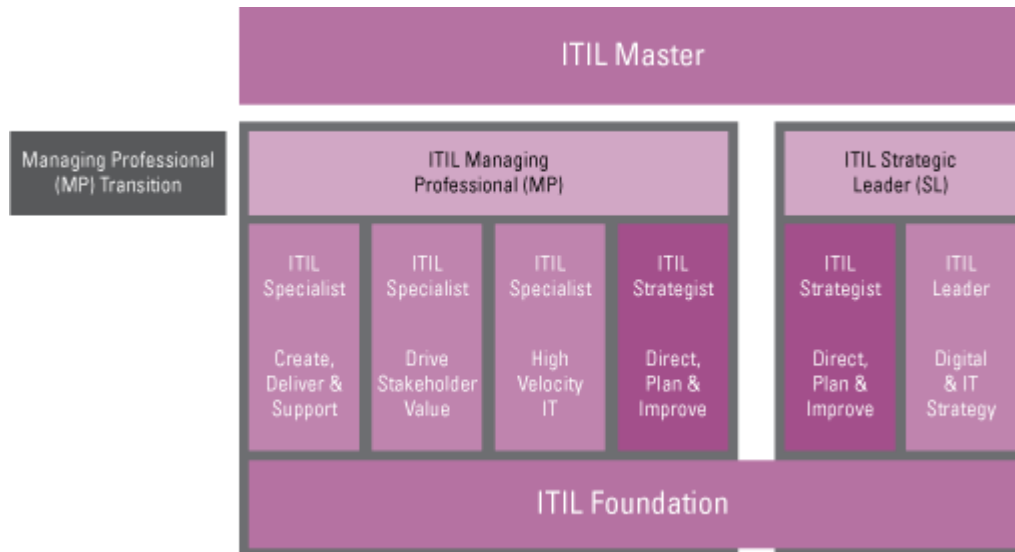 ITIL Master
Managing Professional
(MP) Transition
ITIL Managing
Professional (MP)
ITIL Strategic
Leader (SL)
ITIL
Specialist
Create,
Deliver &
Support
ITIL
Specialist
Drive
Stakeholder
Value
ITIL
Specialist
High
Velocity
IT
ITIL
Strategist
Direct,
Plan &
Improve
ITIL
Strategist
Direct,
Plan &
Improve
ITIL
Leader
Digital
& IT
Strategy
ITIL Foundation